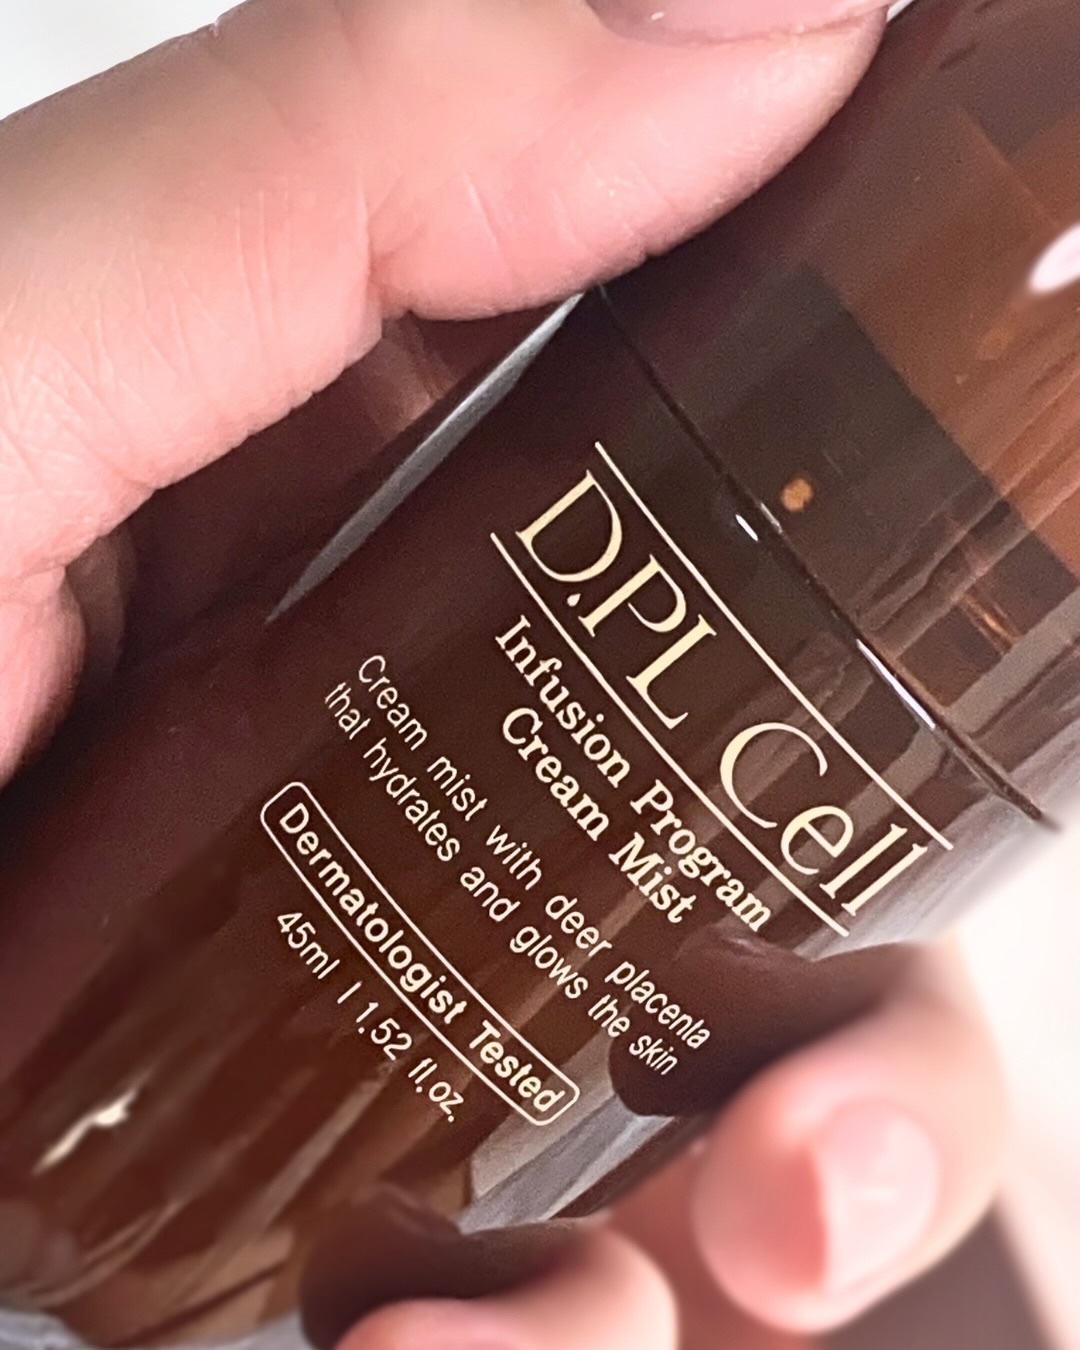 D.PL Cell
Infusion Program
Cream Mist
Cream mist with deer placenta
that hydrates and glows the skin
Dermatologist Tested
45ml | 1.52 fl.oz.